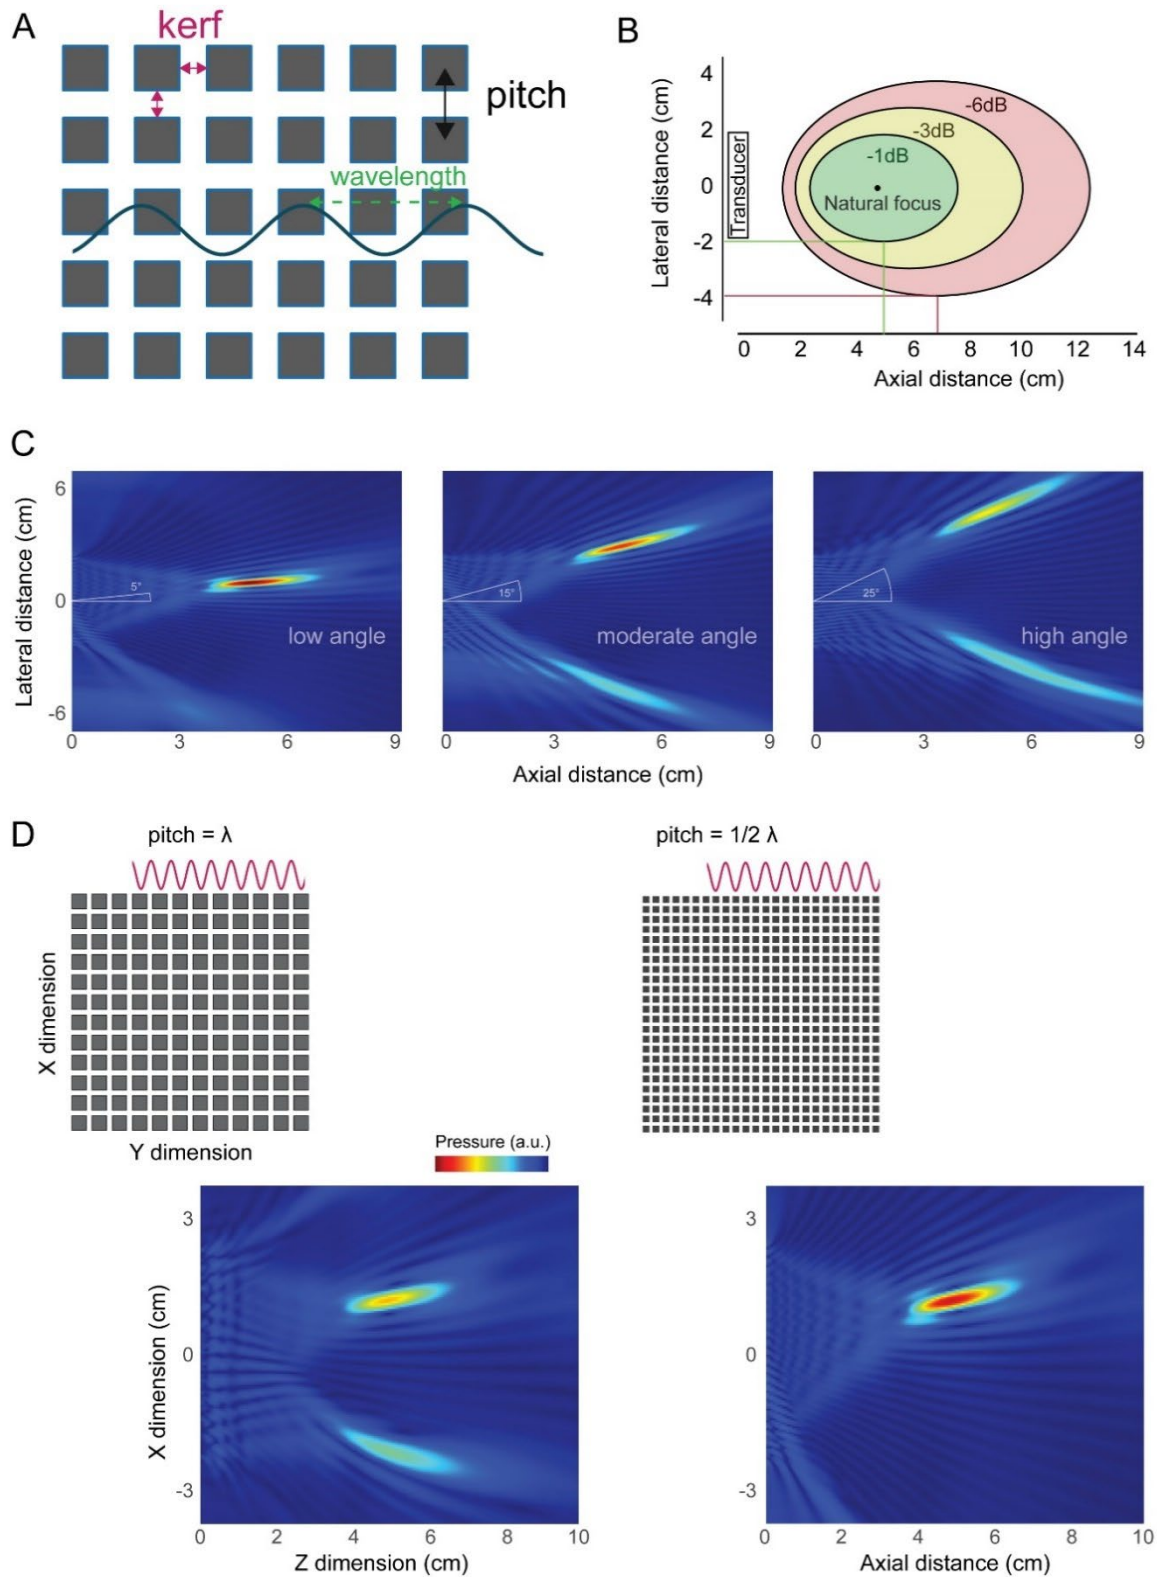 A
kerf
pitch
wavelength
B
Lateral distance (cm)
4
2
0
-2
-4
Transducer
-6dB
-3dB
-1dB
Natural focus
0 2 4 6 8 10 12 14
Axial distance (cm)
C
Lateral distance (cm)
6
0
-6
5°
low angle
15°
moderate angle
25°
high angle
0 3 6 9
0 3 6 9
0 3 6 9
Axial distance (cm)
D
pitch = λ
pitch = 1/2 λ
X dimension
Y dimension
Pressure (a.u.)
X dimension (cm)
3
0
-3
0 2 4 6 8 10
Z dimension (cm)
3
0
-3
0 2 4 6 8 10
Axial distance (cm)